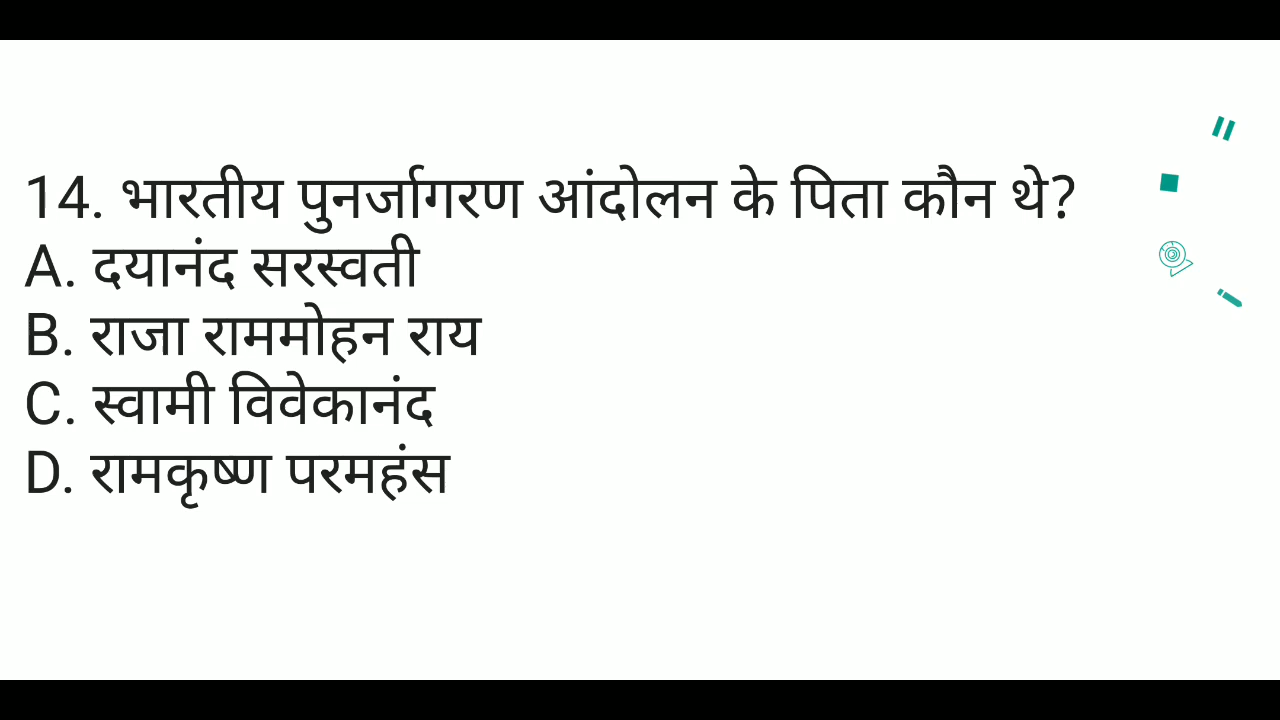 14. भारतीय पुनर्जागरण आंदोलन के पिता कौन थे?
A. दयानंद सरस्वती
B. राजा राममोहन राय
C. स्वामी विवेकानंद
D. रामकृष्ण परमहंस